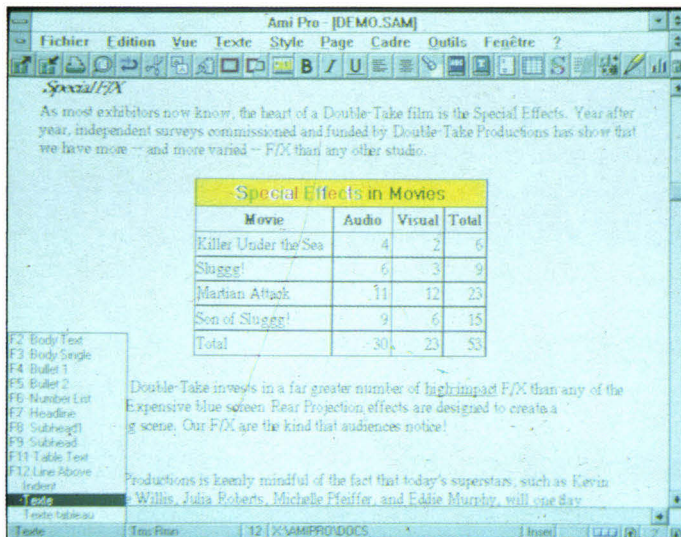 Ami Pro - [DEMO.SAM]
Fichier Edition Vue Texte Style Page Cadre Outils Fenêtre ?
B I U S
Special F/X
As most exhibitors now know, the heart of a Double-Take film is the Special Effects. Year after
year, independent surveys commissioned and funded by Double-Take Productions has show that
we have more -- and more varied -- F/X than any other studio.
Special Effects in Movies
Movie Audio Visual Total
Killer Under the Sea 4 2 6
Sluggg! 6 3 9
Martian Attack 11 12 23
Son of Sluggg! 9 6 15
Total 30 23 53
Double-Take invests in a far greater number of high-impact F/X than any of the
Expensive blue screen Rear Projection effects are designed to create a
g scene. Our F/X are the kind that audiences notice!
Productions is keenly mindful of the fact that today's superstars, such as Kevin
Willis, Julia Roberts, Michelle Pfeiffer, and Eddie Murphy, will one day
F2 Body Text
F3 Body Single
F4 Bullet 1
F5 Bullet 2
F6 Number List
F7 Headline
F8 Subhead1
F9 Subhead
F11 Table Text
F12 Line Above
Indent
Texte
Texte tableau
Texte Tms Rmn 12 X:\AMIPRO\DOCS Inser 2